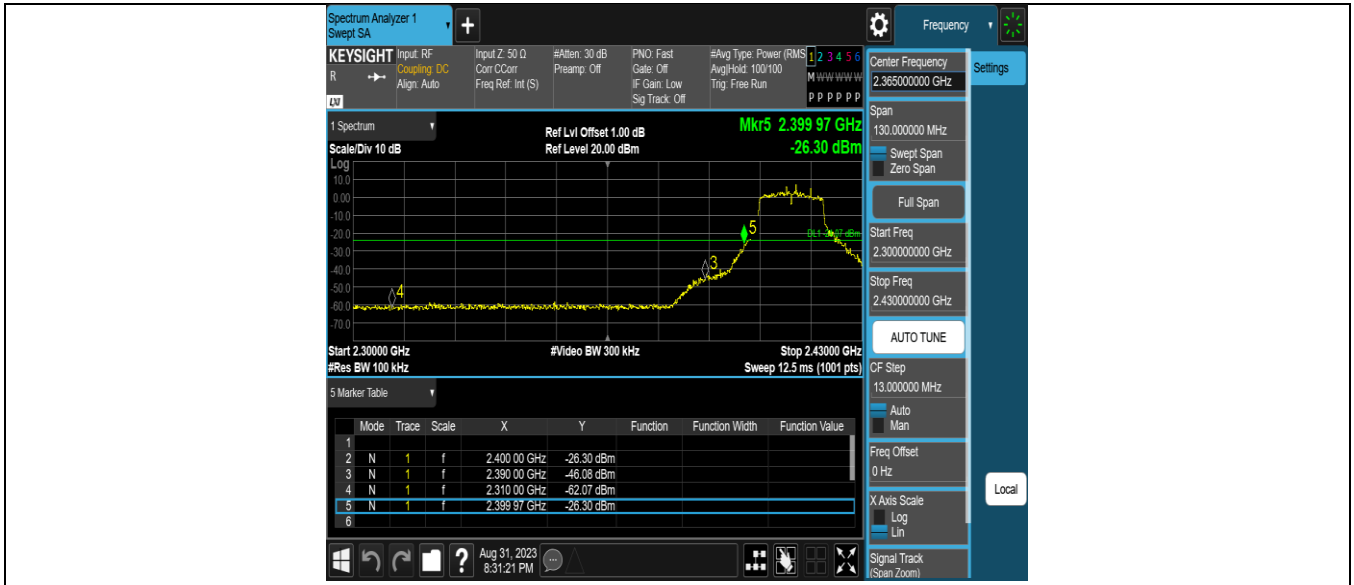 Spectrum Analyzer 1
Swept SA
+
Frequency
KEYSIGHT
R
LXI
Input: RF
Coupling: DC
Align: Auto
Input Z: 50 Ω
Corr CCorr
Freq Ref: Int (S)
#Atten: 30 dB
Preamp: Off
PNO: Fast
Gate: Off
IF Gain: Low
Sig Track: Off
#Avg Type: Power (RMS
Avg|Hold: 100/100
Trig: Free Run
1 2 3 4 5 6
M W W W W W
P P P P P P
Center Frequency
2.365000000 GHz
Settings
Span
130.000000 MHz
Swept Span
Zero Span
Full Span
Start Freq
2.300000000 GHz
Stop Freq
2.430000000 GHz
AUTO TUNE
CF Step
13.000000 MHz
Auto
Man
Freq Offset
0 Hz
X Axis Scale
Log
Lin
Signal Track
(Span Zoom)
Local
1 Spectrum
Scale/Div 10 dB
Ref Lvl Offset 1.00 dB
Ref Level 20.00 dBm
Mkr5 2.399 97 GHz
-26.30 dBm
Log
10.0
0.00
-10.0
-20.0
-30.0
-40.0
-50.0
-60.0
-70.0
5
3
4
DL1 dBm
Start 2.30000 GHz
#Video BW 300 kHz
Stop 2.43000 GHz
#Res BW 100 kHz
Sweep 12.5 ms (1001 pts)
5 Marker Table
Mode Trace Scale X Y Function Function Width Function Value
1
2 N 1 f 2.400 00 GHz -26.30 dBm
3 N 1 f 2.390 00 GHz -46.08 dBm
4 N 1 f 2.310 00 GHz -62.07 dBm
5 N 1 f 2.399 97 GHz -26.30 dBm
6
?
Aug 31, 2023
8:31:21 PM